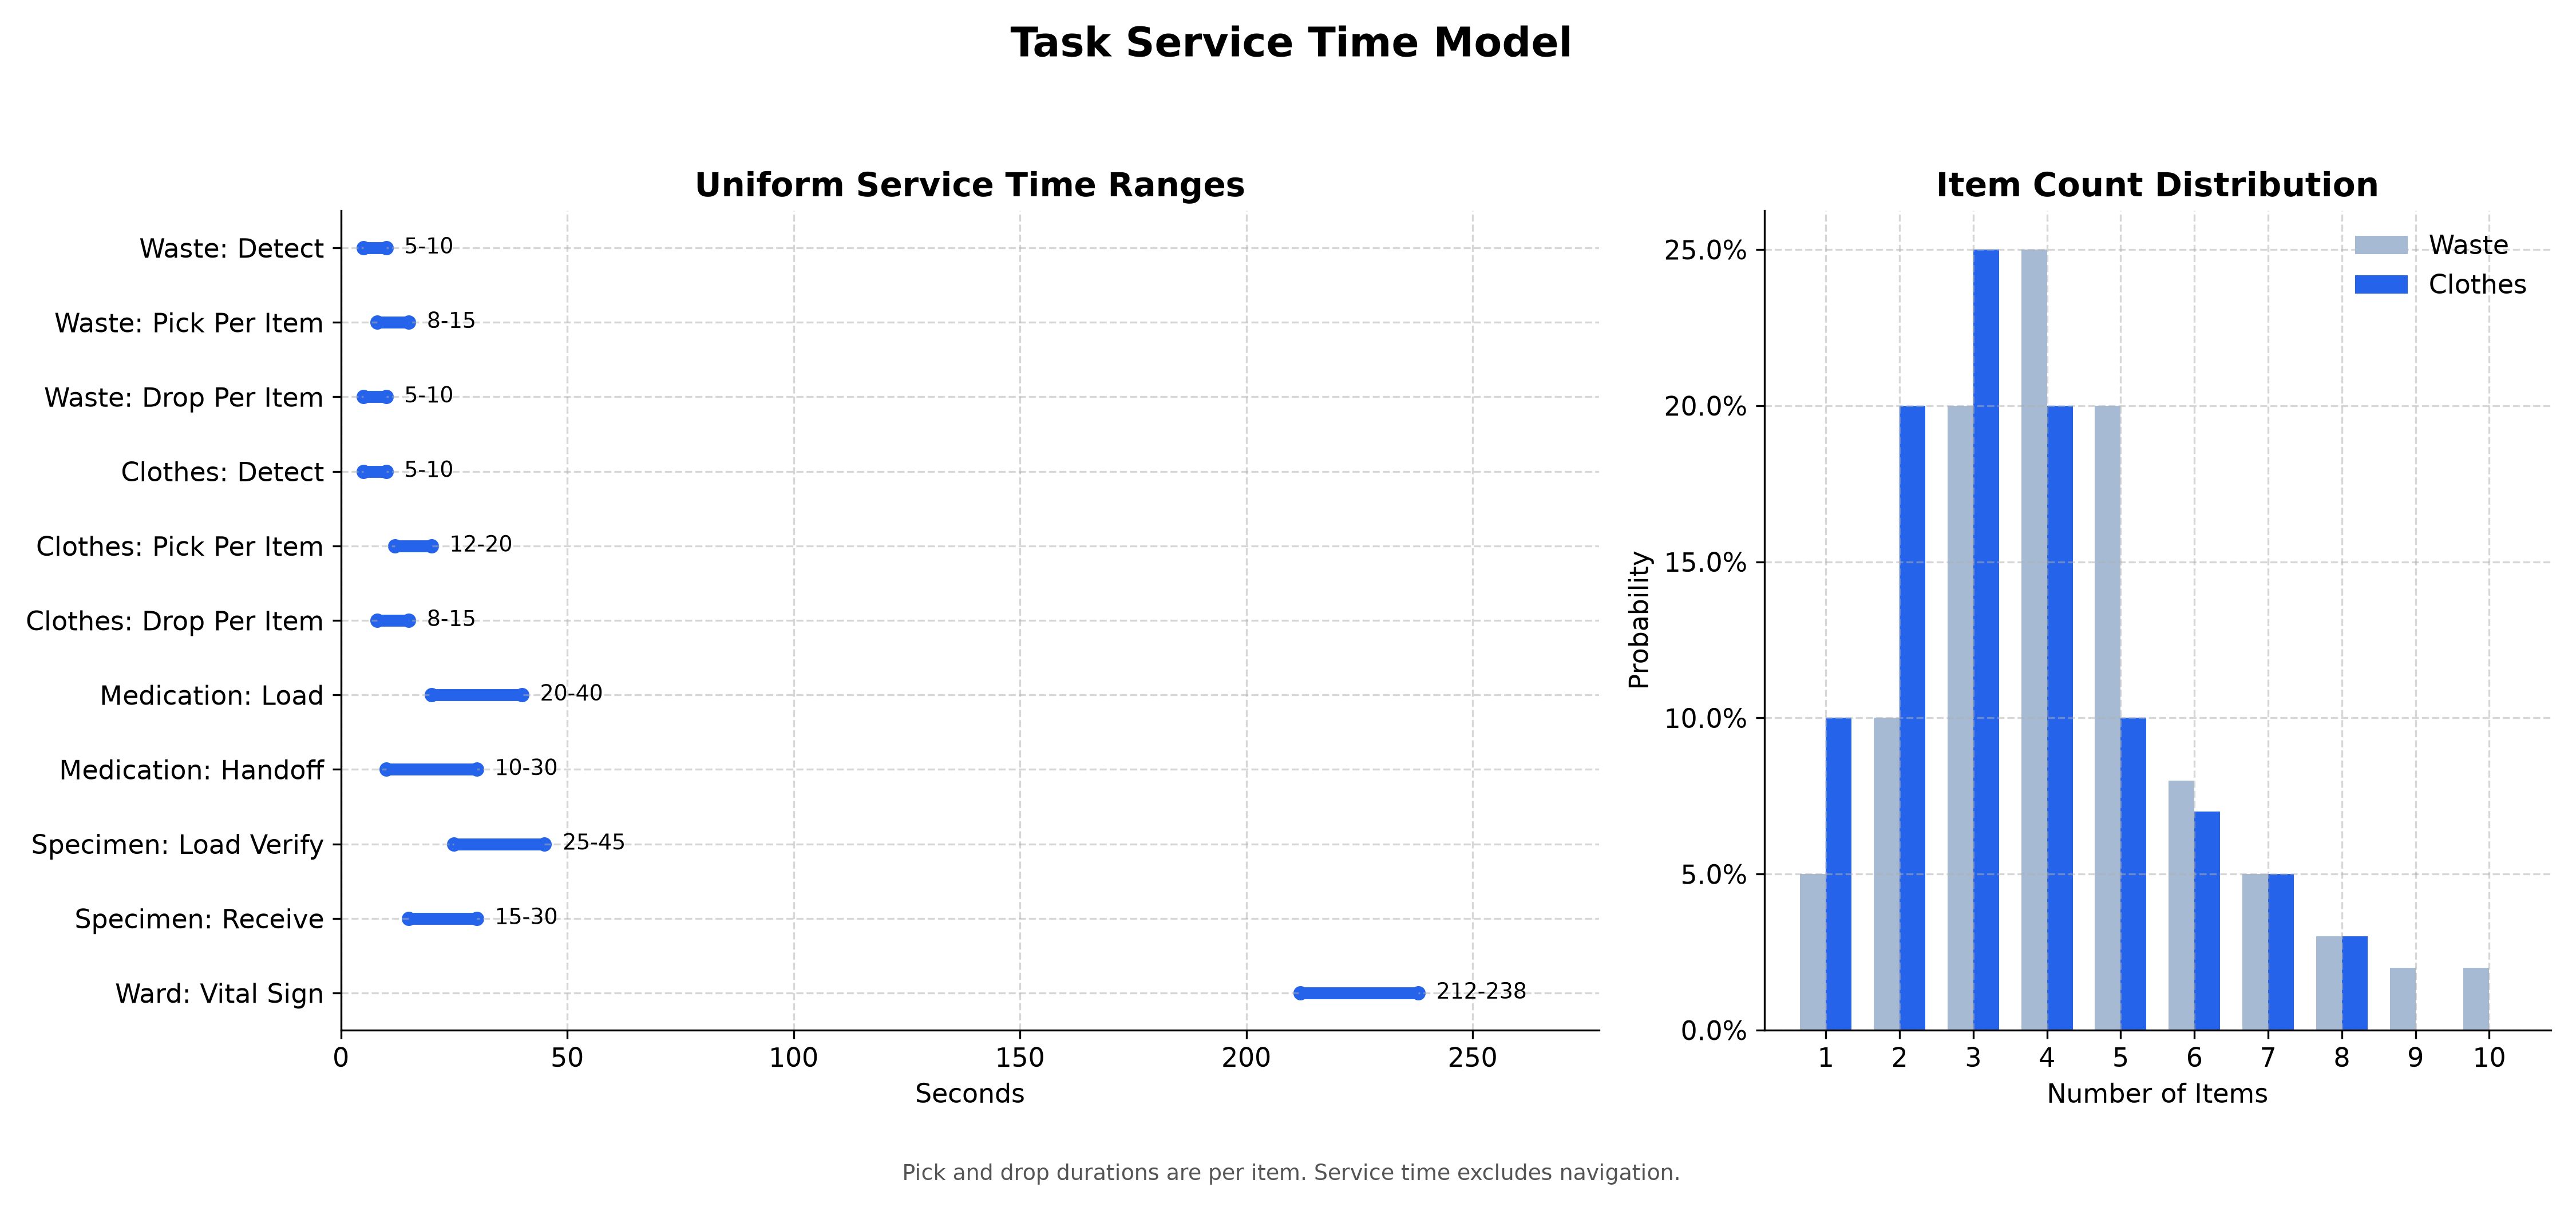 Task Service Time Model
Uniform Service Time Ranges
Waste: Detect
5-10
Waste: Pick Per Item
8-15
Waste: Drop Per Item
5-10
Clothes: Detect
5-10
Clothes: Pick Per Item
12-20
Clothes: Drop Per Item
8-15
Medication: Load
20-40
Medication: Handoff
10-30
Specimen: Load Verify
25-45
Specimen: Receive
15-30
Ward: Vital Sign
212-238
0 50 100 150 200 250
Seconds
Item Count Distribution
Waste
Clothes
Probability
25.0%
20.0%
15.0%
10.0%
5.0%
0.0%
1 2 3 4 5 6 7 8 9 10
Number of Items
Pick and drop durations are per item. Service time excludes navigation.